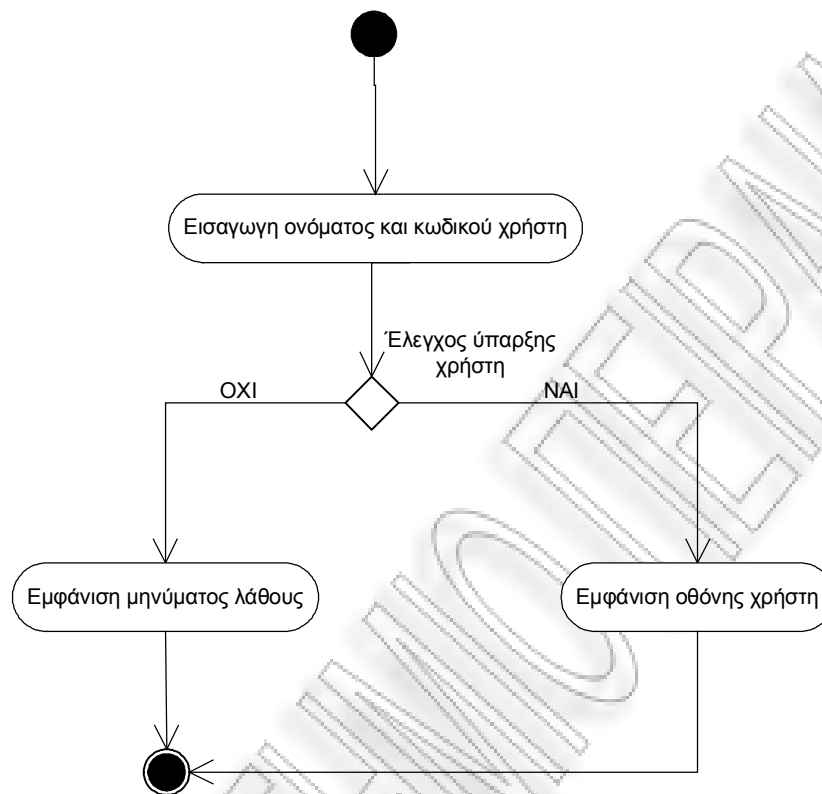 Εισαγωγη ονόματος και κωδικού χρήστη
Έλεγχος ύπαρξης
χρήστη
ΟΧΙ
ΝΑΙ
Εμφάνιση μηνύματος λάθους
Εμφάνιση οθόνης χρήστη